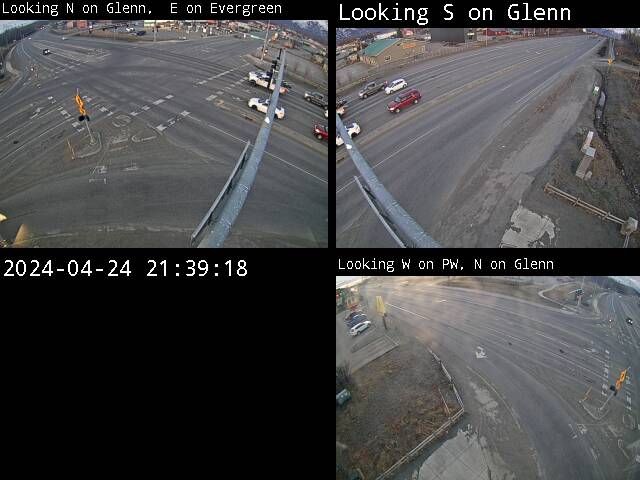 Looking N on Glenn,  E on Evergreen
Looking S on Glenn
2024-04-24 21:39:18
Looking W on PW, N on Glenn